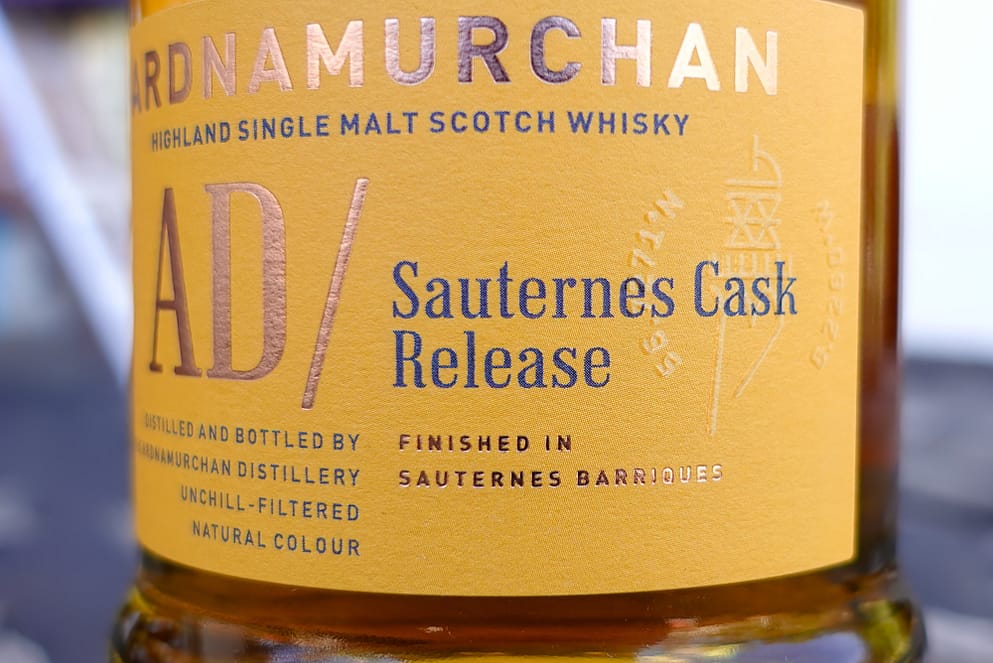 ARDNAMURCHAN
HIGHLAND SINGLE MALT SCOTCH WHISKY
AD/
Sauternes Cask
Release
DISTILLED AND BOTTLED BY
ARDNAMURCHAN DISTILLERY
UNCHILL-FILTERED
NATURAL COLOUR
FINISHED IN
SAUTERNES BARRIQUES